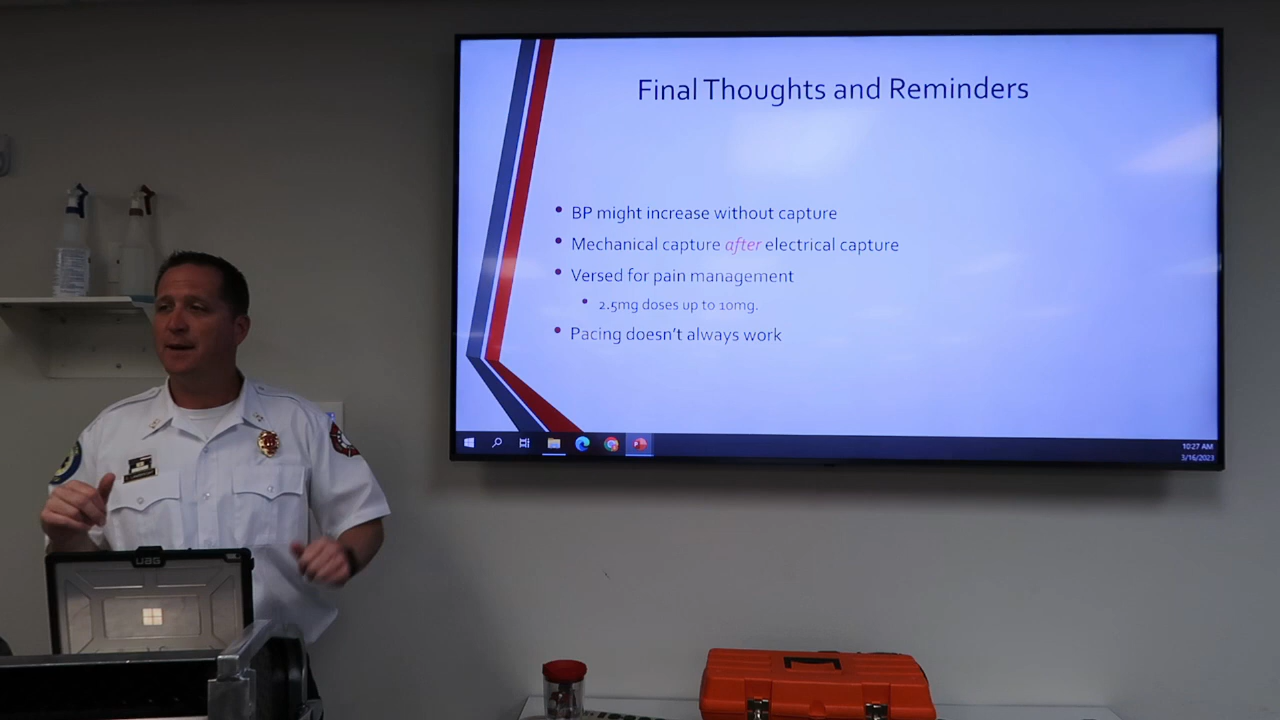 Final Thoughts and Reminders
• BP might increase without capture
• Mechanical capture after electrical capture
• Versed for pain management
• 2.5mg doses up to 10mg.
• Pacing doesn't always work
10:27 AM
3/16/2023
UAG